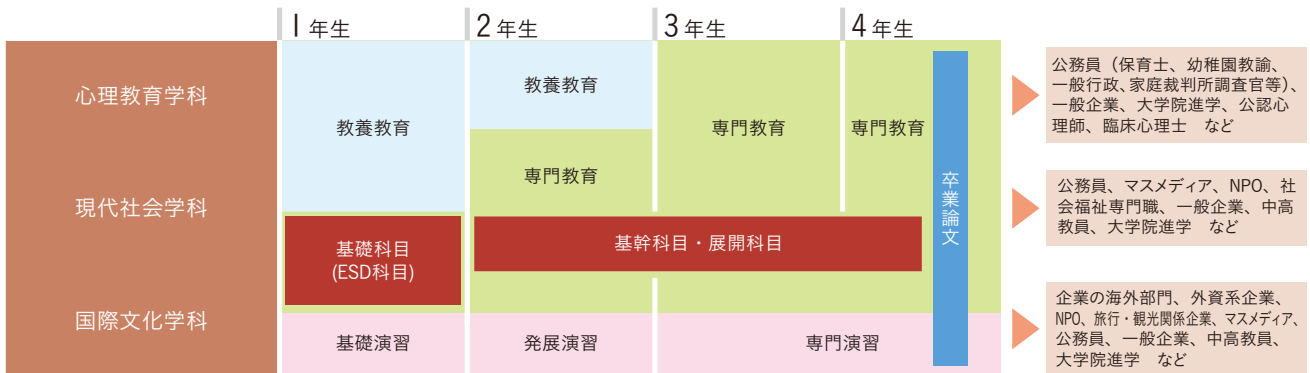 1 年生
2 年生
3 年生
4 年生
心理教育学科
現代社会学科
国際文化学科
教養教育
教養教育
専門教育
専門教育
専門教育
基礎科目
(ESD科目)
基幹科目・展開科目
基礎演習
発展演習
専門演習
卒業論文
公務員（保育士、幼稚園教諭、
一般行政、家庭裁判所調査官等）、
一般企業、大学院進学、公認心
理師、臨床心理士　など
公務員、マスメディア、NPO、社
会福祉専門職、一般企業、中高
教員、大学院進学　など
企業の海外部門、外資系企業、
NPO、旅行・観光関係企業、マスメディア、
公務員、一般企業、中高教員、
大学院進学　など